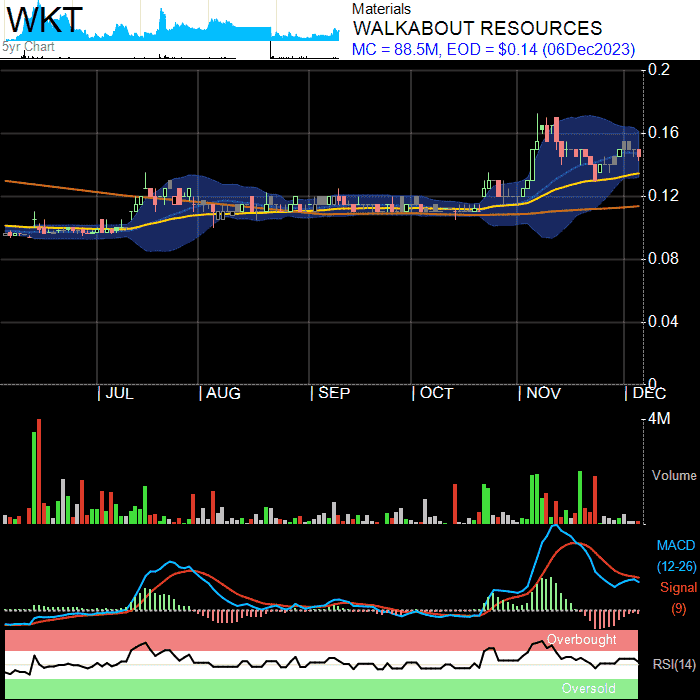 WKT
5yr Chart
Materials
WALKABOUT RESOURCES
MC = 88.5M, EOD = $0.14 (06Dec2023)
0.2
0.16
0.12
0.08
0.04
0
| JUL | AUG | SEP | OCT | NOV | DEC
4M
Volume
MACD
(12-26)
Signal
(9)
Overbought
RSI(14)
Oversold